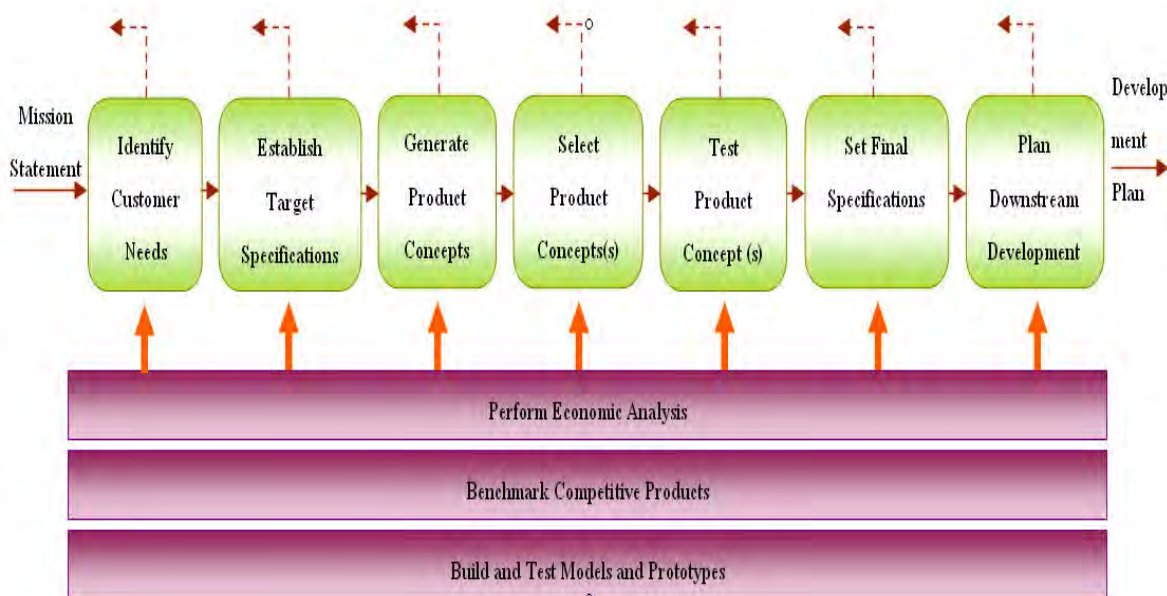 Mission
Statement
Identify
Customer
Needs
Establish
Target
Specifications
Generate
Product
Concepts
Select
Product
Concepts(s)
Test
Product
Concept (s)
Set Final
Specifications
Plan
Downstream
Development
Develop
ment
Plan
Perform Economic Analysis
Benchmark Competitive Products
Build and Test Models and Prototypes